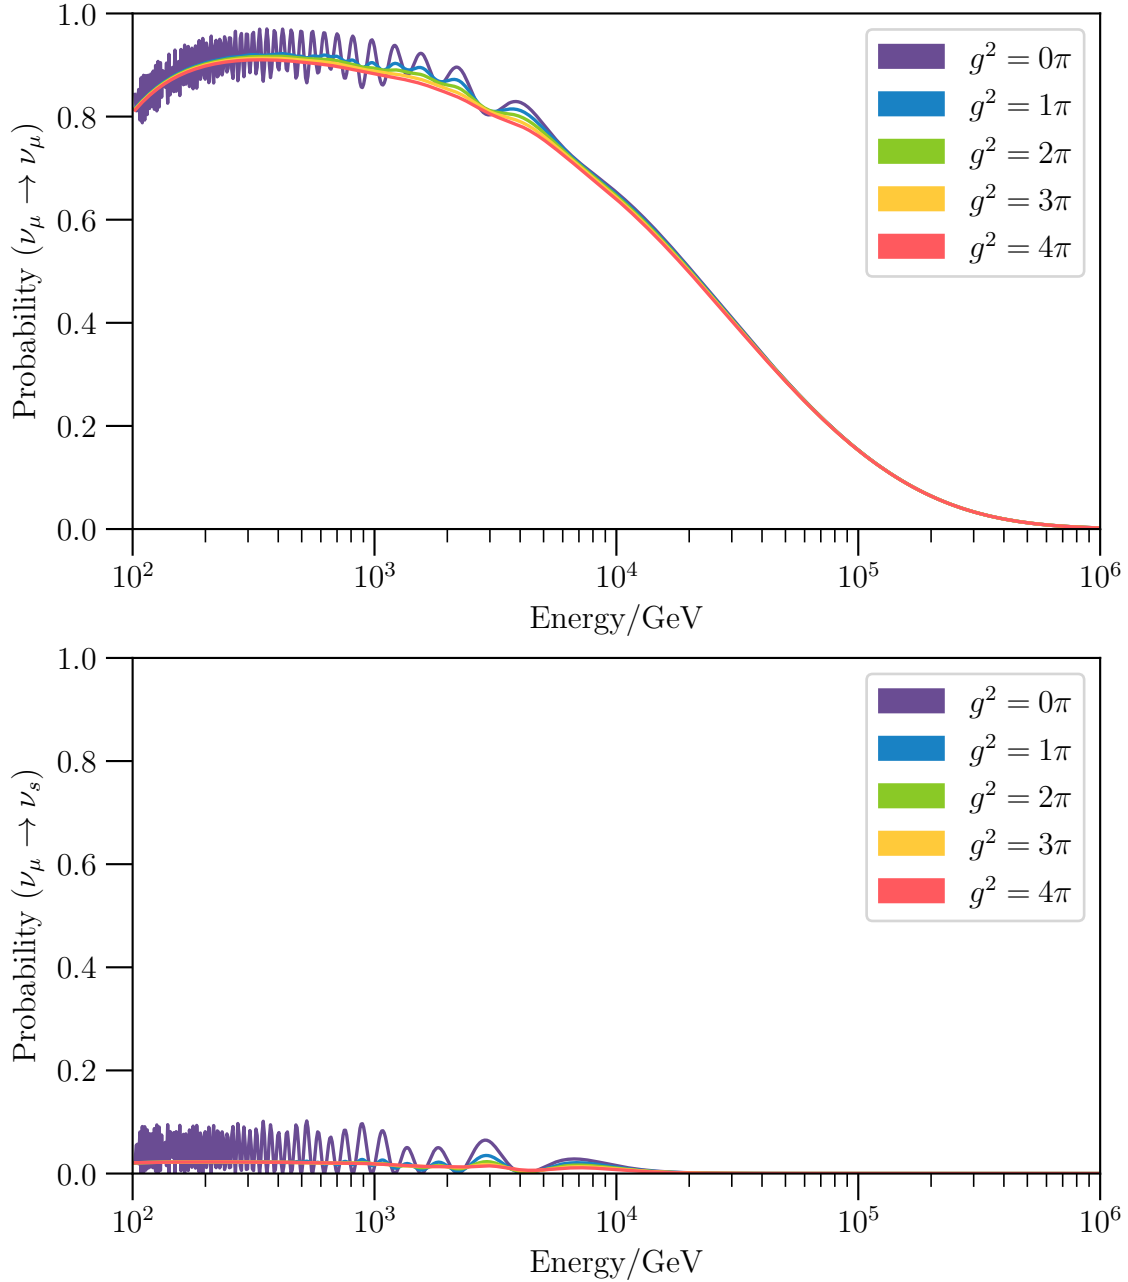 1.0
0.8
0.6
0.4
0.2
0.0
Probability (νμ → νμ)
g² = 0π
g² = 1π
g² = 2π
g² = 3π
g² = 4π
10² 10³ 10⁴ 10⁵ 10⁶
Energy/GeV
1.0
0.8
0.6
0.4
0.2
0.0
Probability (νμ → νs)
g² = 0π
g² = 1π
g² = 2π
g² = 3π
g² = 4π
10² 10³ 10⁴ 10⁵ 10⁶
Energy/GeV